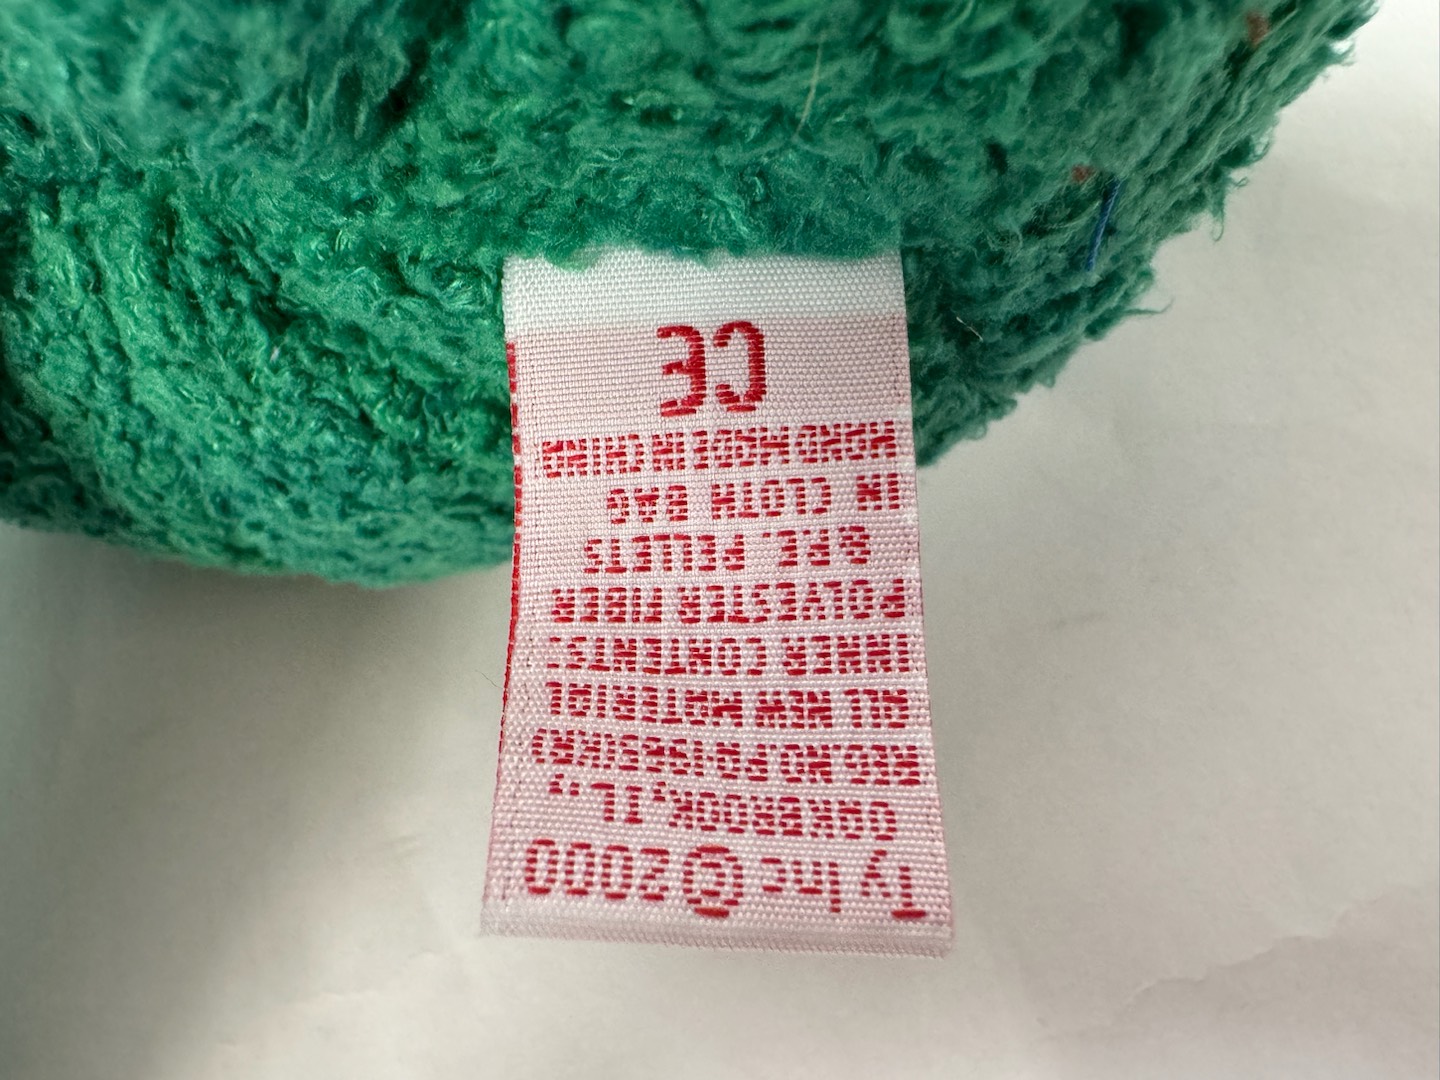 Ty Inc © 2000
OAKBROOK, IL.,
REG.NO.PA.1965(KR)
ALL NEW MATERIAL
INNER CONTENTS:
POLYESTER FIBER
& P.E. PELLETS
IN CLOTH BAG
HAND MADE IN CHINA
CE